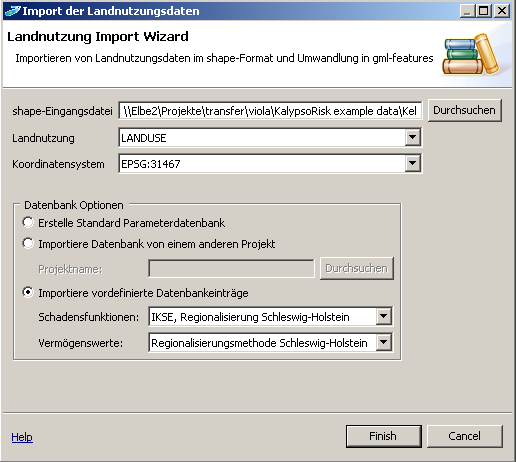 Import der Landnutzungsdaten
Landnutzung Import Wizard
Importieren von Landnutzungsdaten im shape-Format und Umwandlung in gml-features
shape-Eingangsdatei \\Elbe2\Projekte\transfer\viola\KalypsoRisk example data\Kel Durchsuchen
Landnutzung LANDUSE
Koordinatensystem EPSG:31467
Datenbank Optionen
Erstelle Standard Parameterdatenbank
Importiere Datenbank von einem anderen Projekt
Projektname: Durchsuchen
Importiere vordefinierte Datenbankeinträge
Schadensfunktionen: IKSE, Regionalisierung Schleswig-Holstein
Vermögenswerte: Regionalisierungsmethode Schleswig-Holstein
Help Finish Cancel